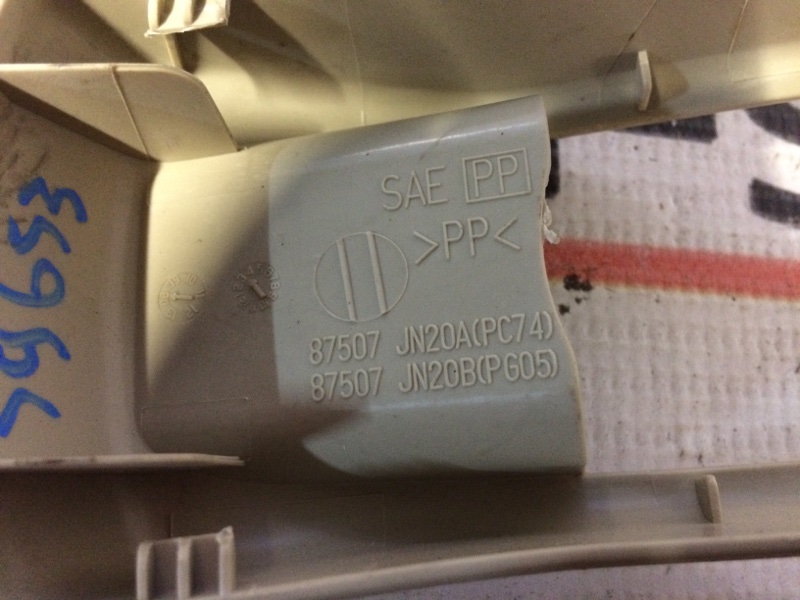 SAE PP
>PP<
87507 JN20A(PC74)
87507 JN20B(PG05)